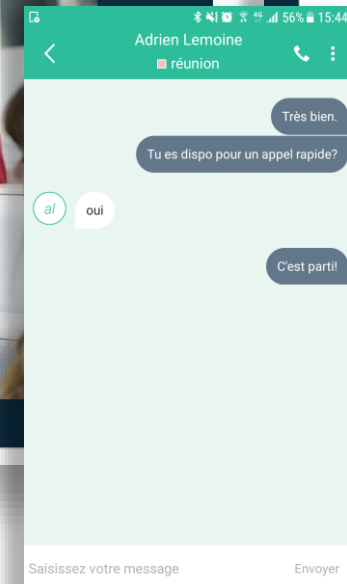 56% 15:44
Adrien Lemoine
réunion
Très bien.
Tu es dispo pour un appel rapide?
al
oui
C'est parti!
Saisissez votre message
Envoyer